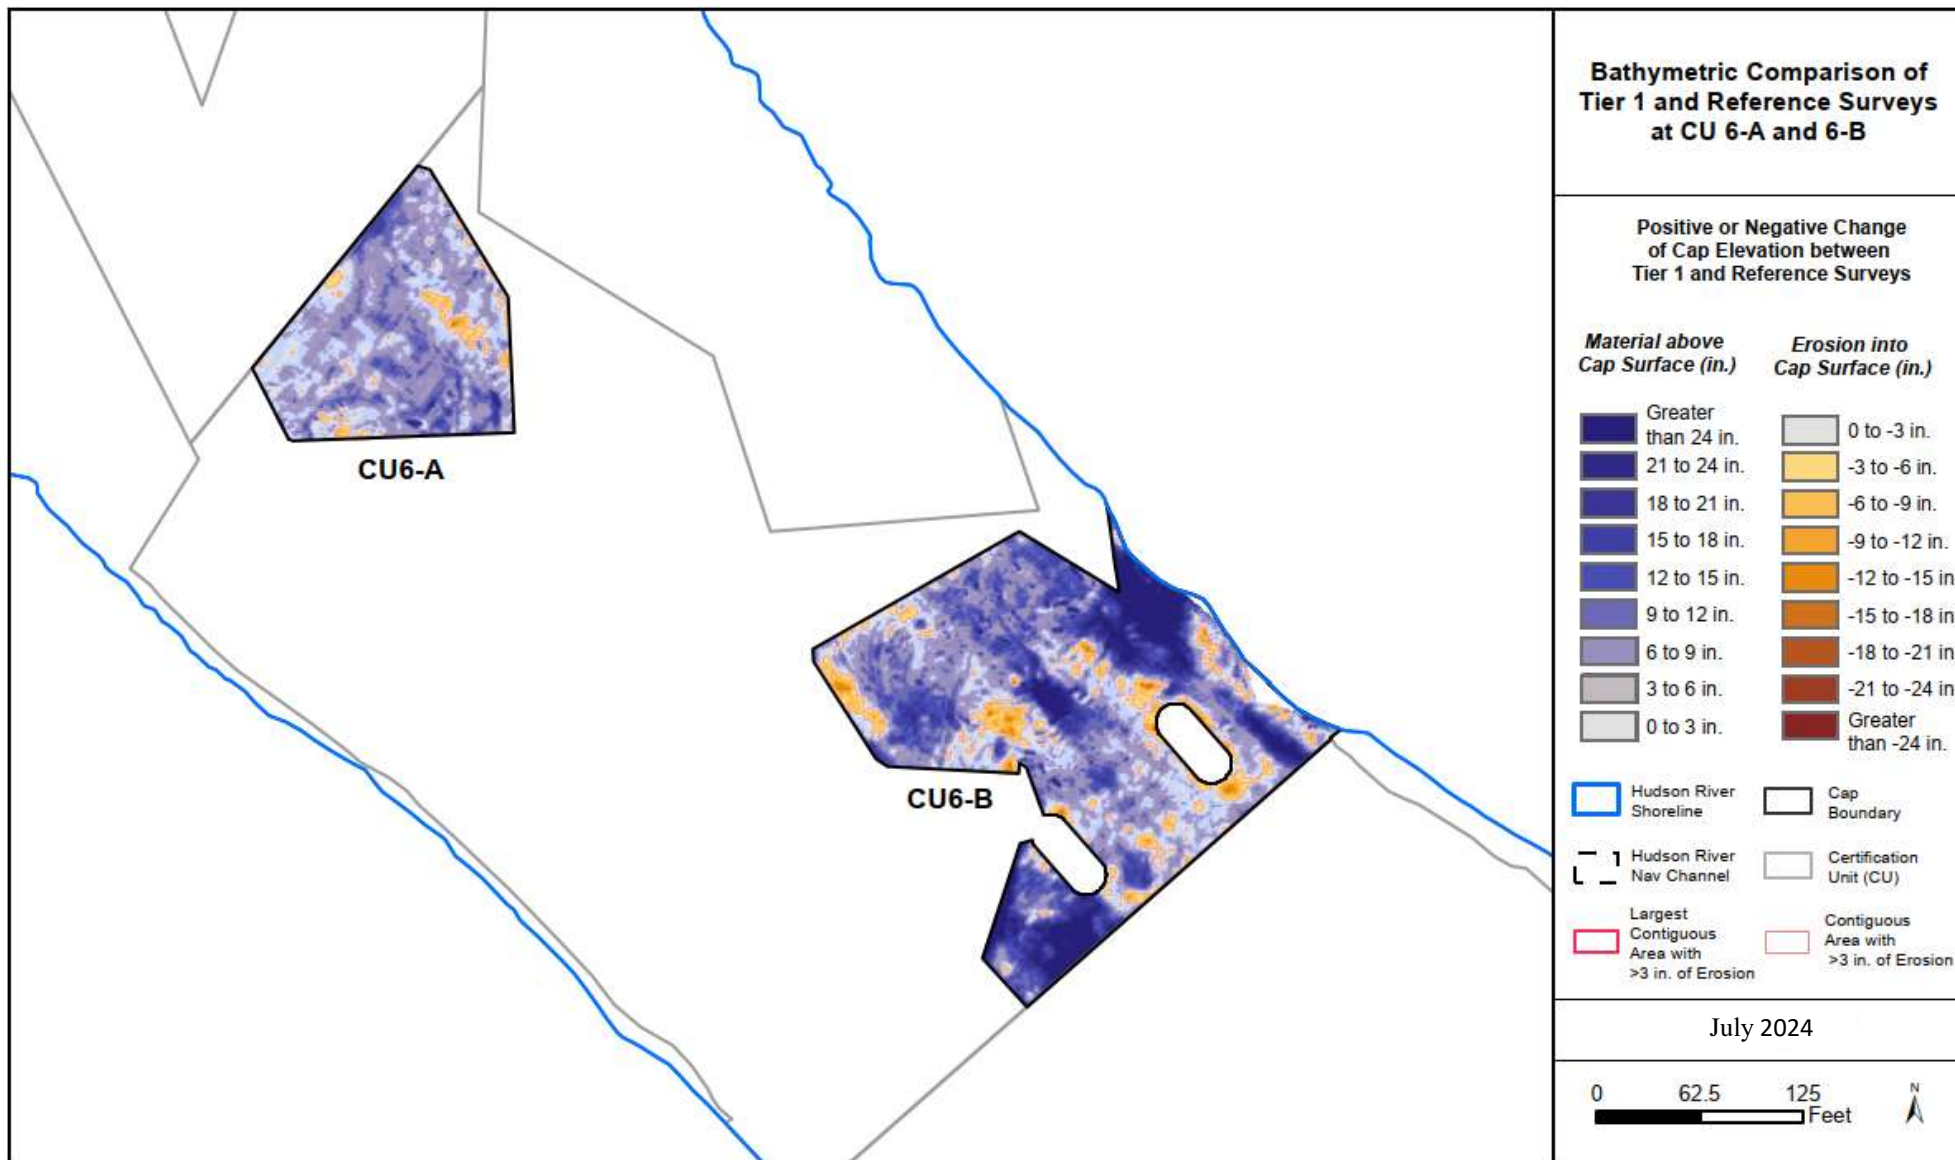 Bathymetric Comparison of
Tier 1 and Reference Surveys
at CU 6-A and 6-B
Positive or Negative Change
of Cap Elevation between
Tier 1 and Reference Surveys
Material above
Cap Surface (in.)
Greater
than 24 in.
21 to 24 in.
18 to 21 in.
15 to 18 in.
12 to 15 in.
9 to 12 in.
6 to 9 in.
3 to 6 in.
0 to 3 in.
Erosion into
Cap Surface (in.)
0 to -3 in.
-3 to -6 in.
-6 to -9 in.
-9 to -12 in.
-12 to -15 in
-15 to -18 in
-18 to -21 in
-21 to -24 in
Greater
than -24 in.
Hudson River
Shoreline
Cap
Boundary
Hudson River
Nav Channel
Certification
Unit (CU)
Largest
Contiguous
Area with
>3 in. of Erosion
Contiguous
Area with
>3 in. of Erosion
July 2024
0 62.5 125
Feet
N
CU6-A
CU6-B